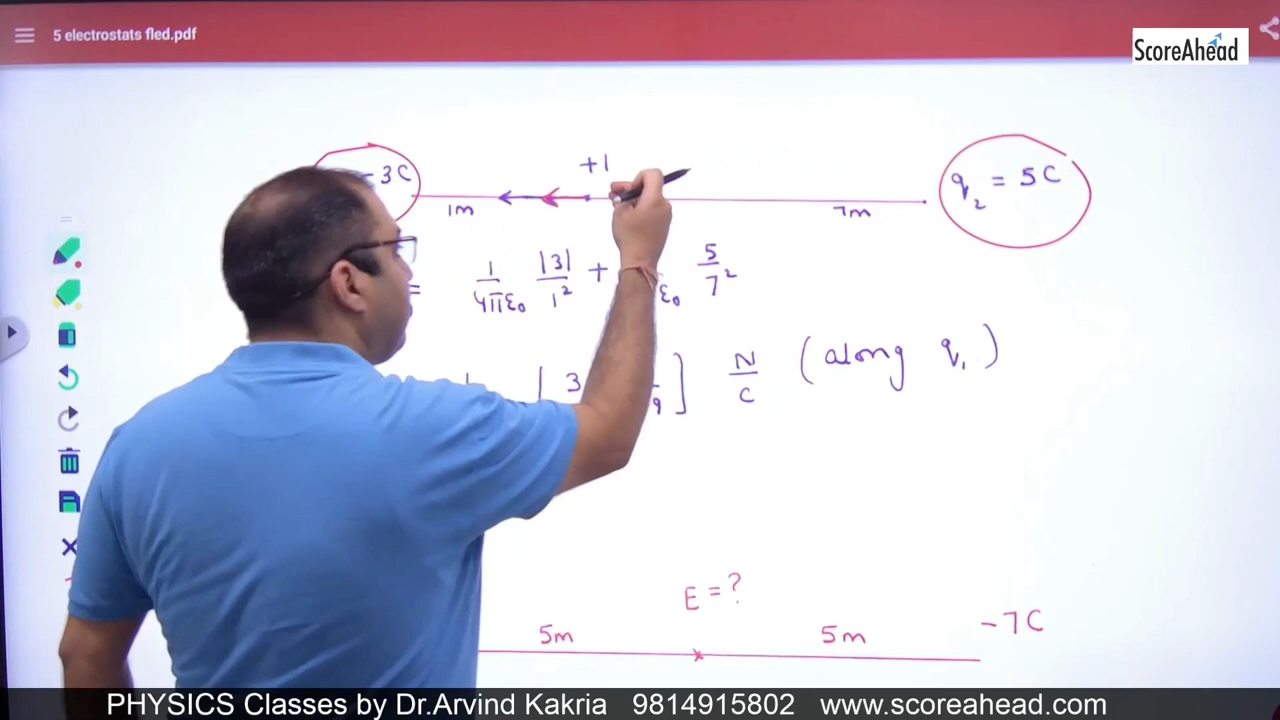 5 electrostats fled.pdf
ScoreAhead
+1
- 3C
q₂ = 5C
1m
7m
= 1/4πε₀ |3|/1² + ε₀ 5/7²
[ 3 9 ] N/C (along q₁)
E = ?
5m 5m -7C
PHYSICS Classes by Dr.Arvind Kakria 9814915802 www.scoreahead.com